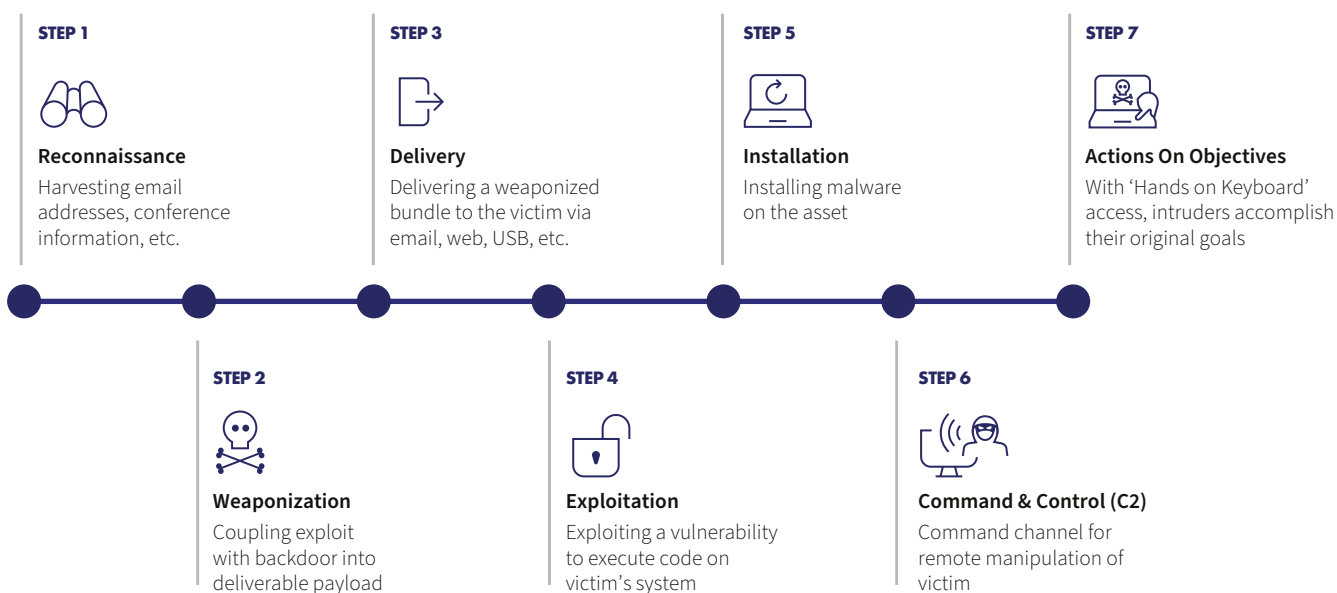 STEP 1
Reconnaissance
Harvesting email
addresses, conference
information, etc.
STEP 2
Weaponization
Coupling exploit
with backdoor into
deliverable payload
STEP 3
Delivery
Delivering a weaponized
bundle to the victim via
email, web, USB, etc.
STEP 4
Exploitation
Exploiting a vulnerability
to execute code on
victim’s system
STEP 5
Installation
Installing malware
on the asset
STEP 6
Command & Control (C2)
Command channel for
remote manipulation of
victim
STEP 7
Actions On Objectives
With ‘Hands on Keyboard’
access, intruders accomplish
their original goals